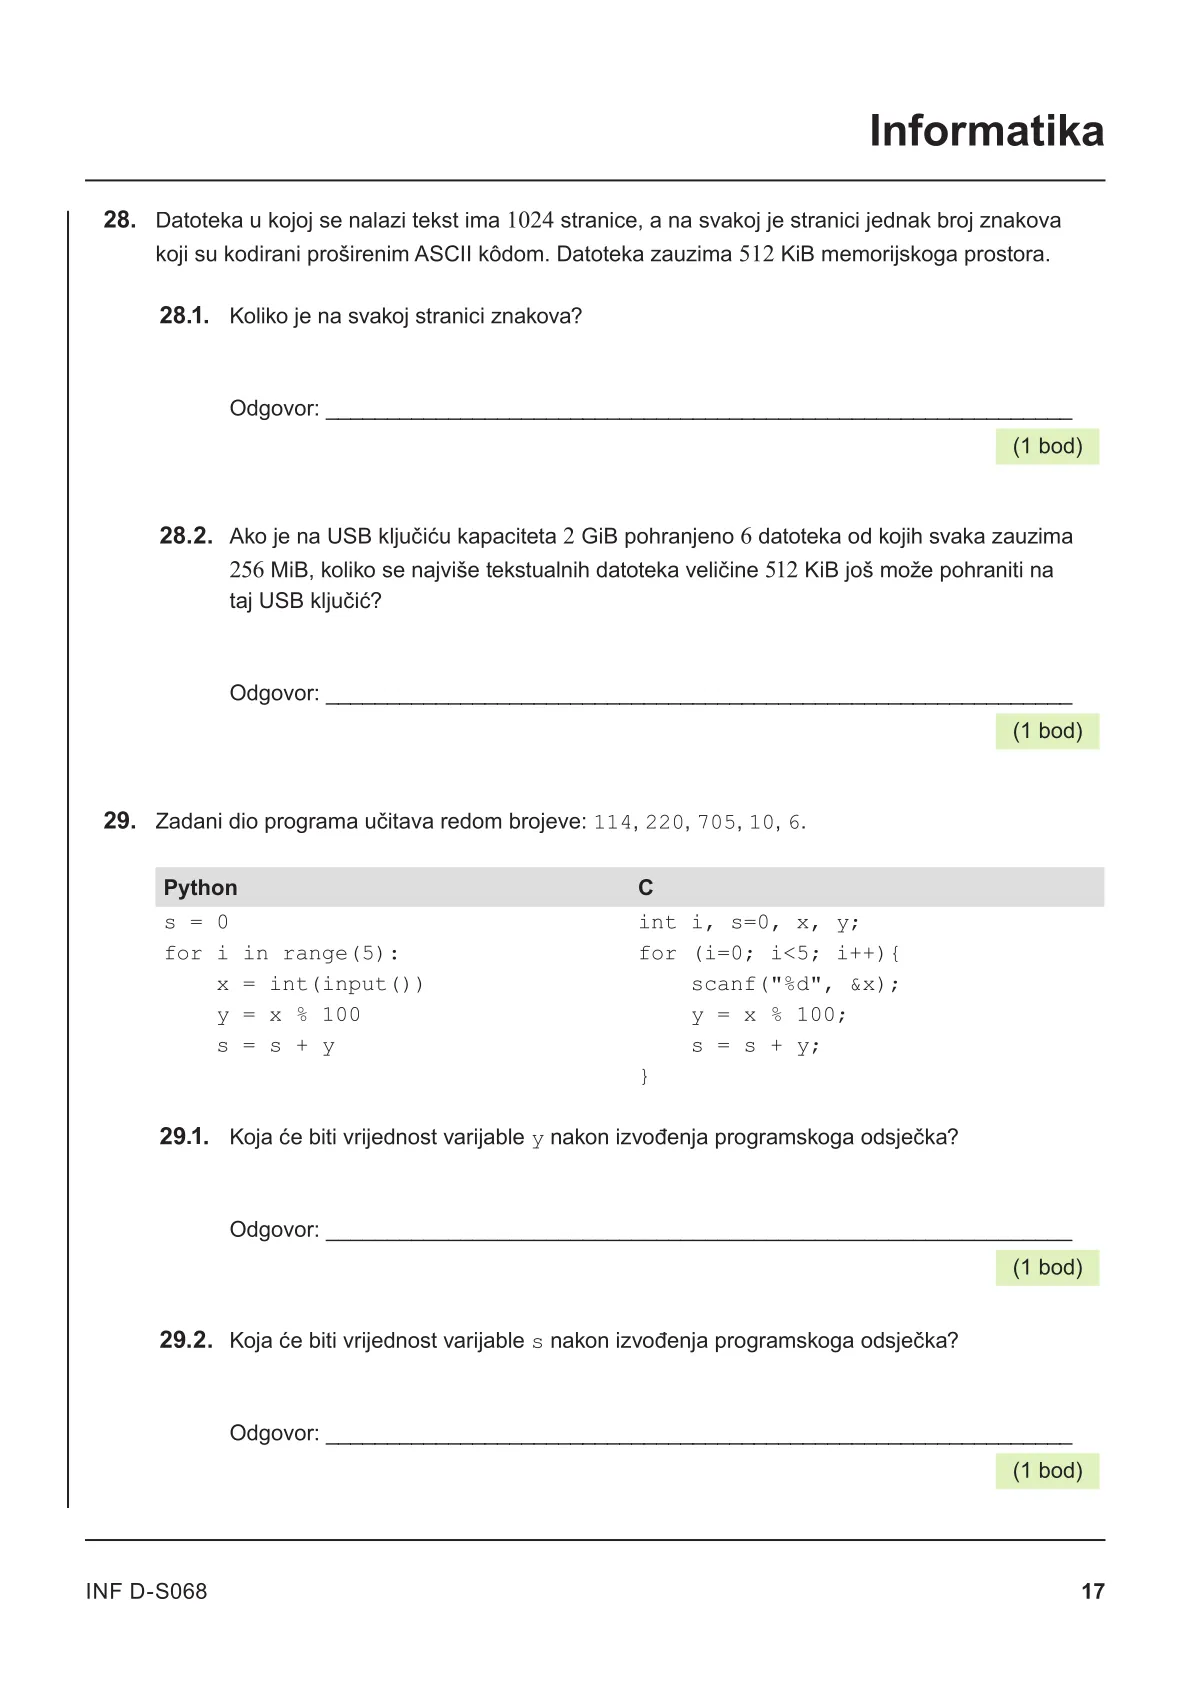 Informatika
28. Datoteka u kojoj se nalazi tekst ima 1024 stranice, a na svakoj je stranici jednak broj znakova
koji su kodirani proširenim ASCII kôdom. Datoteka zauzima 512 KiB memorijskoga prostora.
28.1. Koliko je na svakoj stranici znakova?
Odgovor: ______________________________________________________________
(1 bod)
28.2. Ako je na USB ključiću kapaciteta 2 GiB pohranjeno 6 datoteka od kojih svaka zauzima
256 MiB, koliko se najviše tekstualnih datoteka veličine 512 KiB još može pohraniti na
taj USB ključić?
Odgovor: ______________________________________________________________
(1 bod)
29. Zadani dio programa učitava redom brojeve: 114, 220, 705, 10, 6.
Python C
s = 0 int i, s=0, x, y;
for i in range(5): for (i=0; i<5; i++){
x = int(input()) scanf("%d", &x);
y = x % 100 y = x % 100;
s = s + y s = s + y;
}
29.1. Koja će biti vrijednost varijable y nakon izvođenja programskoga odsječka?
Odgovor: ______________________________________________________________
(1 bod)
29.2. Koja će biti vrijednost varijable s nakon izvođenja programskoga odsječka?
Odgovor: ______________________________________________________________
(1 bod)
INF D-S068 17